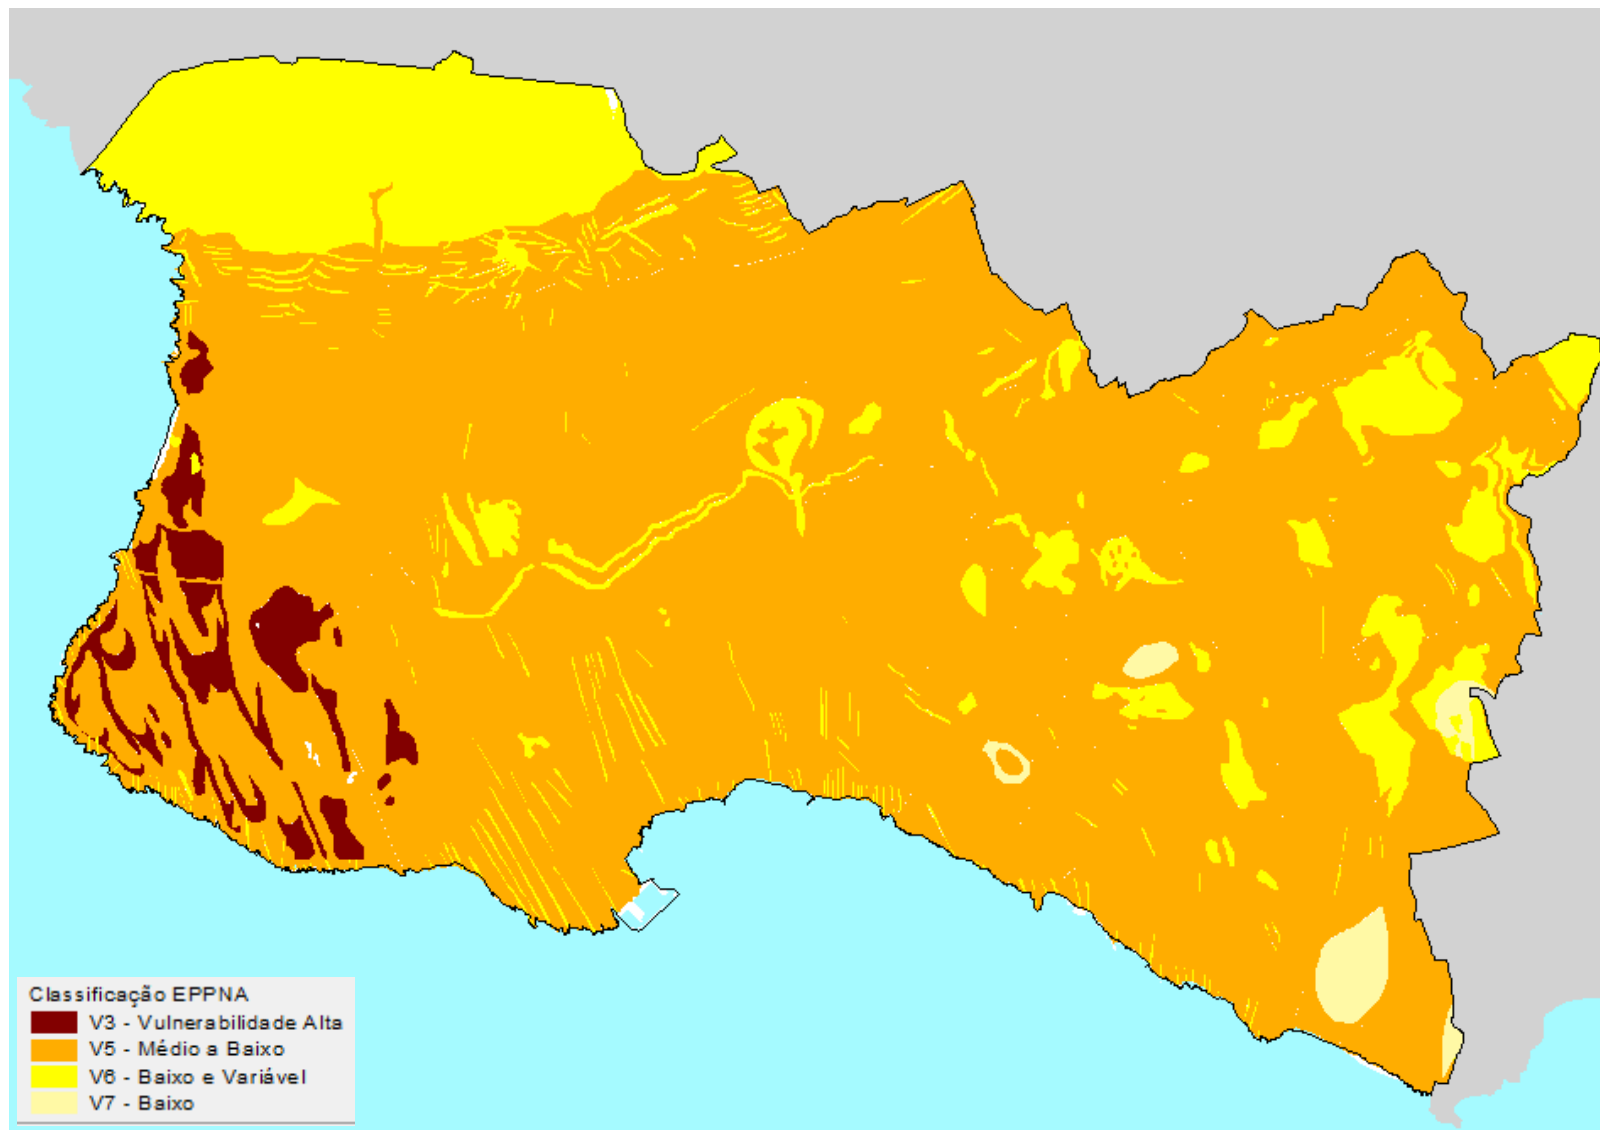 Classificação EPPNA
V3 - Vulnerabilidade Alta
V5 - Médio a Baixo
V6 - Baixo e Variável
V7 - Baixo